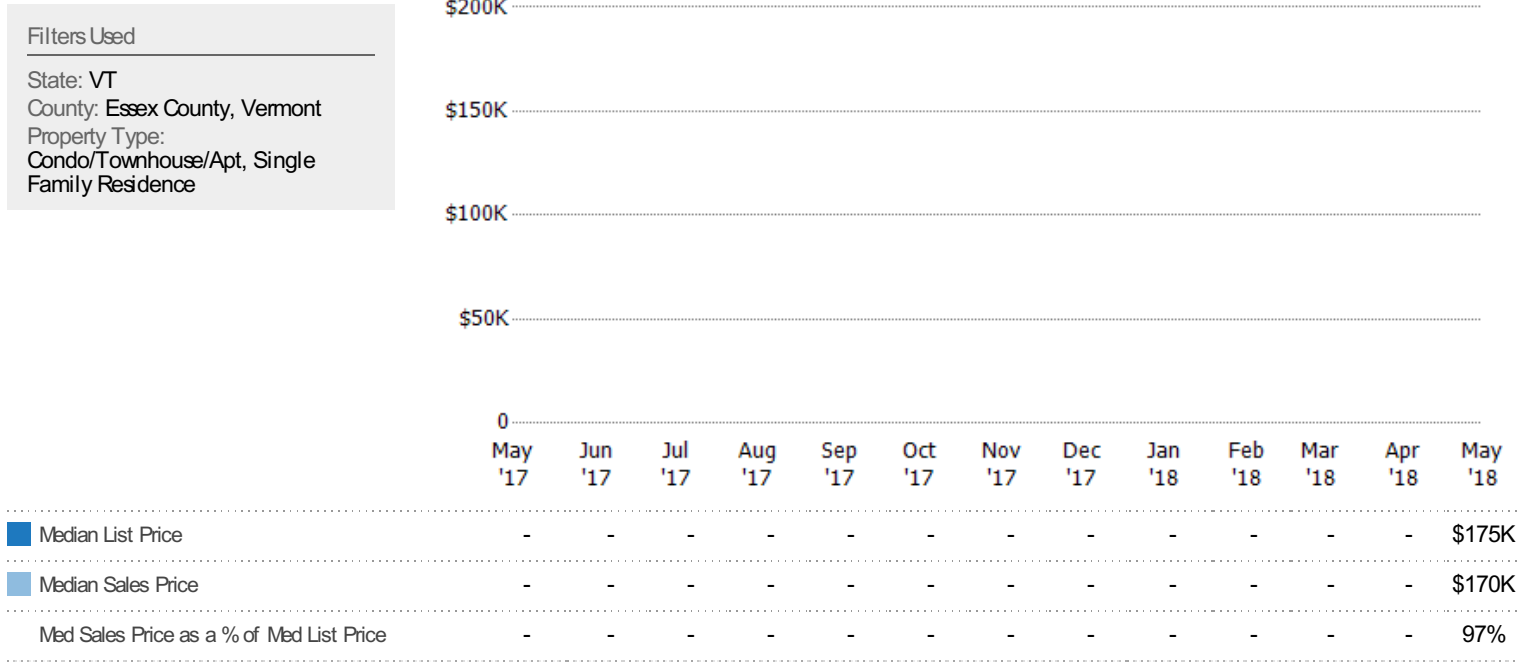 Filters Used
State: VT
County: Essex County, Vermont
Property Type:
Condo/Townhouse/Apt, Single
Family Residence
$200K
$150K
$100K
$50K
0
May Jun Jul Aug Sep Oct Nov Dec Jan Feb Mar Apr May
'17 '17 '17 '17 '17 '17 '17 '17 '18 '18 '18 '18 '18
Median List Price - - - - - - - - - - - - $175K
Median Sales Price - - - - - - - - - - - - $170K
Med Sales Price as a % of Med List Price - - - - - - - - - - - - 97%